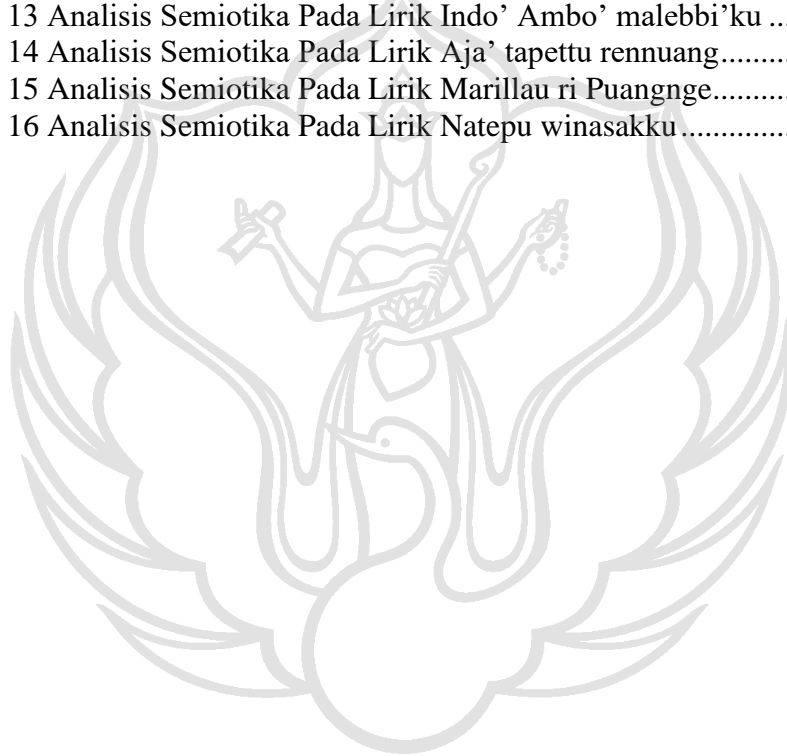 13 Analisis Semiotika Pada Lirik Indo’ Ambo’ malebbi’ku ...
14 Analisis Semiotika Pada Lirik Aja’ tapettu rennuang.........
15 Analisis Semiotika Pada Lirik Marillau ri Puangnge..........
16 Analisis Semiotika Pada Lirik Natepu winasakku..............